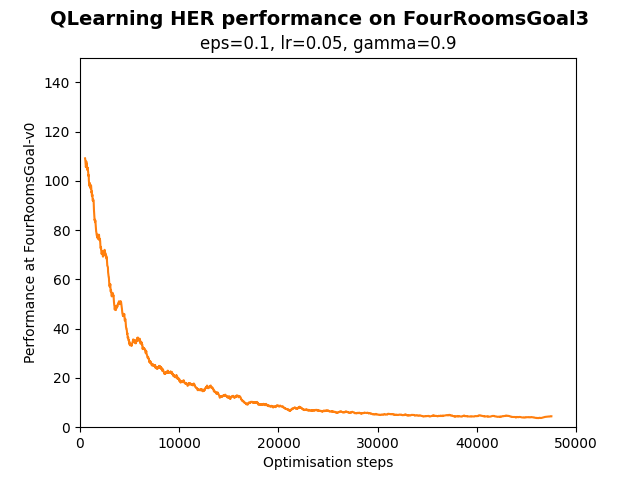 QLearning HER performance on FourRoomsGoal3
eps=0.1, lr=0.05, gamma=0.9
Performance at FourRoomsGoal-v0
140
120
100
80
60
40
20
0
0 10000 20000 30000 40000 50000
Optimisation steps